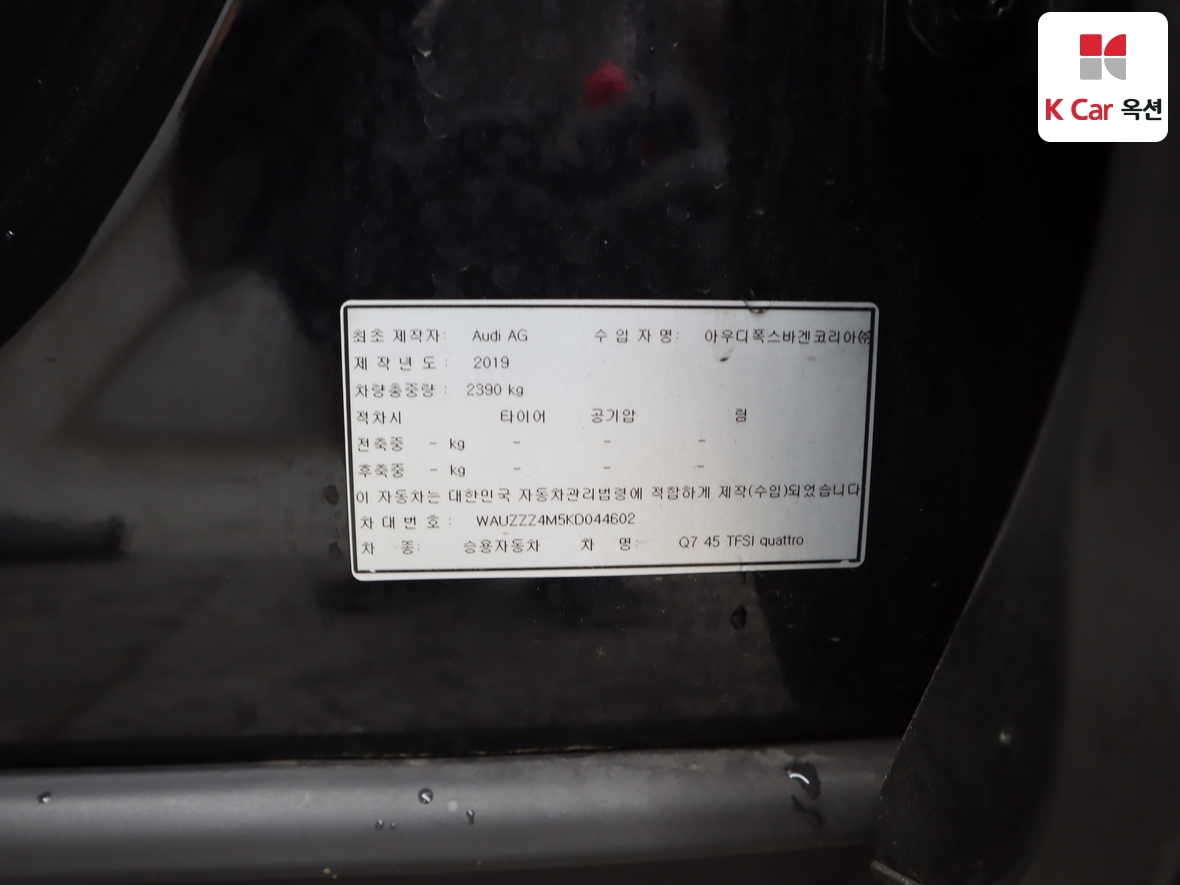 K Car 옥션
최초 제작자: Audi AG 수 입 자 명: 아우디폭스바겐코리아㈜
제 작 년 도 : 2019
차량총중량 : 2390 kg
적차시 타이어 공기압 림
전축중 - kg - - -
후축중 - kg - - -
이 자동차는 대한민국 자동차관리법령에 적합하게 제작(수입)되었습니다
차 대 번 호 : WAUZZZ4M5KD044602
차 종: 승용자동차 차 명: Q7 45 TFSI quattro